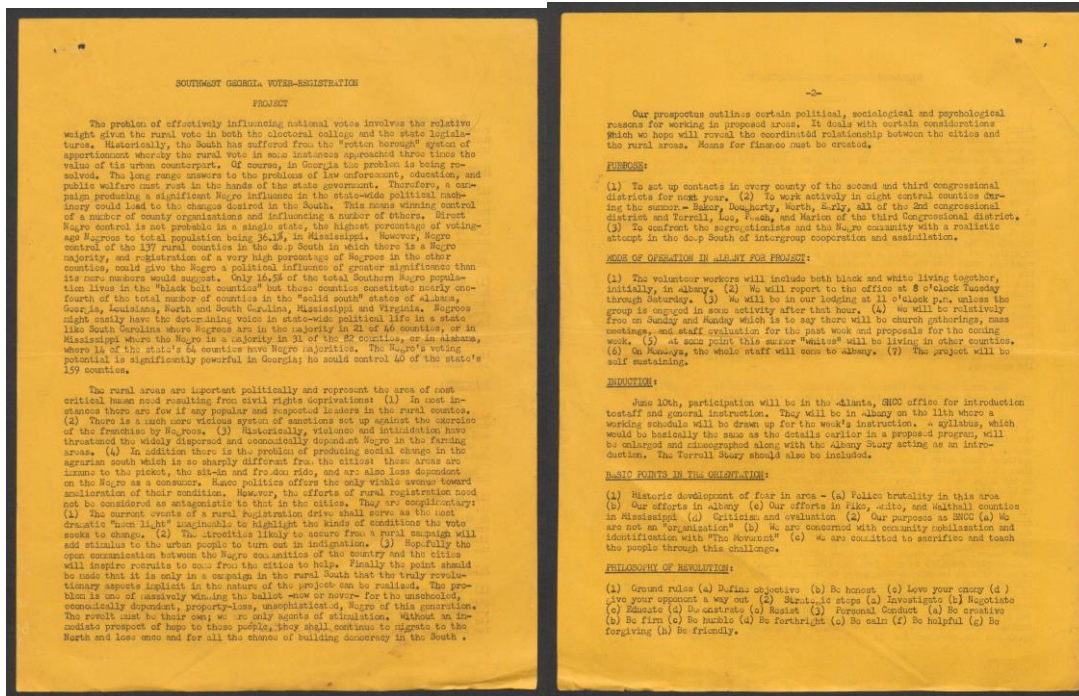 SOUTHWEST GEORGIA VOTER-REGISTRATION
PROJECT
The problem of effectively influencing national votes involves the relative
weight given the rural vote in both the electoral college and the state legisla-
tures. Historically, the South has suffered from the "rotten borough" system of
apportionment whereby the rural vote in some instances approached three times the
value of tis urban counterpart. Of course, in Georgia the problem is being re-
solved. The long range answers to the problems of law enforcement, education, and
public welfare must rest in the hands of the state government. Therefore, a cam-
paign producing a significant Negro influence in the state-wide political mach-
inery could lead to the changes desired in the South. This means winning control
of a number of county organizations and influencing a number of others. Direct
Negro control is not probable in a single state, the highest percentage of voting-
age Negroes to total population being 36.1%, in Mississippi. However, Negro
control of the 137 rural counties in the deep South in which there is a Negro
majority, and registration of a very high percentage of Negroes in the other
counties, could give the Negro a political influence of greater significance than
its mere numbers would suggest. Only 16.5% of the total Southern Negro popula-
tion lives in the "black belt counties" but these counties constitute nearly one-
fourth of the total number of counties in the "solid south" states of Alabama,
Georgia, Louisiana, North and South Carolina, Mississippi and Virginia. Negroes
might easily have the determining voice in state-wide political life in a state
like South Carolina where Negroes are in the majority in 21 of 46 counties, or in
Mississippi where the Negro is a majority in 31 of the 82 counties, or in Alabama,
where 14 of the state's 64 counties have Negro majorities. The Negro's voting
potential is significantly powerful in Georgia; he sould control 40 of the state's
159 counties.
The rural areas are important politically and represent the area of most
critical human need resulting from civil rights deprivations: (1) In most in-
stances there are few if any popular and respected leaders in the rural countes.
(2) There is a much more vicious system of sanctions set up against the exercise
of the franchise by Negroes. (3) Historically, violence and intimidation have
threatened the widely dispersed and economically dependent Negro in the farming
areas. (4) In addition there is the problem of producing social change in the
agrarian south which is so sharply different from the cities: these areas are
immune to the picket, the sit-in and freedom ride, and are also less dependent
on the Negro as a consumer. Hence politics offers the only viable avenue toward
amelioration of their condition. However, the efforts of rural registration need
not be considered as antagonistic to that in the cities. They are complimentary:
(1) The current events of a rural Registration drive shall serve as the most
dramatic "neon light" imaginable to highlight the kinds of conditions the vote
seeks to change. (2) The atrocities likely to accure from a rural campaign will
add stimulus to the urban people to turn out in indignation. (3) Hopefully the
open communication between the Negro communities of the country and the cities
will inspire recruits to come from the cities to help. Finally the point should
be made that it is only in a campaign in the rural South that the truly revolu-
tionary aspects implicit in the nature of the project can be realized. The pro-
blem is one of massively winning the ballot -now or never- for the unschooled,
economically dependent, property-less, unsophisticated, Negro of this generation.
The revolt must be their own; we are only agents of stimulation. Without an im-
mediate prospect of hope to these people, they shall continue to migrate to the
North and lose once and for all the chance of building democracy in the South .
-2-
Our prospectus outlines certain political, sociological and psychological
reasons for working in proposed areas. It deals with certain considerations
which we hope will reveal the coordinated relationship between the cities and
the rural areas. Means for finance must be created.
PURPOSE:
(1) To set up contacts in every county of the second and third congressional
districts for next year. (2) To work actively in eight central counties dur-
ing the summer - Baker, Dougherty, Worth, Early, all of the 2nd congressional
district and Terrell, Lee, Peach, and Marion of the third Congressional district.
(3) To confront the segregationists and the Negro community with a realistic
attempt in the deep South of intergroup cooperation and assimilation.
MODE OF OPERATION IN ALBANY FOR PROJECT:
(1) The volunteer workers will include both black and white living together,
initially, in Albany. (2) We will report to the office at 8 o'clock Tuesday
through Saturday. (3) We will be in our lodging at 11 o'clock p.m. unless the
group is engaged in some activity after that hour. (4) We will be relatively
free on Sunday and Monday which is to say there will be church gatherings, mass
meetings, and staff evaluation for the past week and proposals for the coming
week. (5) At some point this summer "whites" will be living in other counties.
(6) On Mondays, the whole staff will come to Albany. (7) The project will be
self sustaining.
INDUCTION:
June 10th, participation will be in the Atlanta, SNCC office for introduction
tostaff and general instruction. They will be in Albany on the 11th where a
working schedule will be drawn up for the week's instruction. A syllabus, which
would be basically the same as the details earlier in a proposed program, will
be enlarged and mimeographed along with the Albany Story acting as an intro-
duction. The Terrell Story should also be included.
BASIC POINTS IN THE ORIENTATION:
(1) Historic development of fear in area - (a) Police brutality in this area
(b) Our efforts in Albany (c) Our efforts in Pike, Amite, and Walthall counties
in Mississippi (d) Criticism and evaluation (2) Our purposes as SNCC (a) We
are not an "organization" (b) We are concerned with community mobilization and
identification with "The Movement" (c) We are committed to sacrifice and teach
the people through this challenge.
PHILOSOPHY OF REVOLUTION:
(1) Ground rules (a) Define objective (b) Be honest (c) Love your enemy (d )
give your opponent a way out (2) Strategic steps (a) Investigate (b) Negotiate
(c) Educate (d) Demonstrate (e) Resist (3) Personal Conduct (a) Be creative
(b) Be firm (c) Be humble (d) Be forthright (e) Be calm (f) Be helpful (g) Be
forgiving (h) Be friendly.